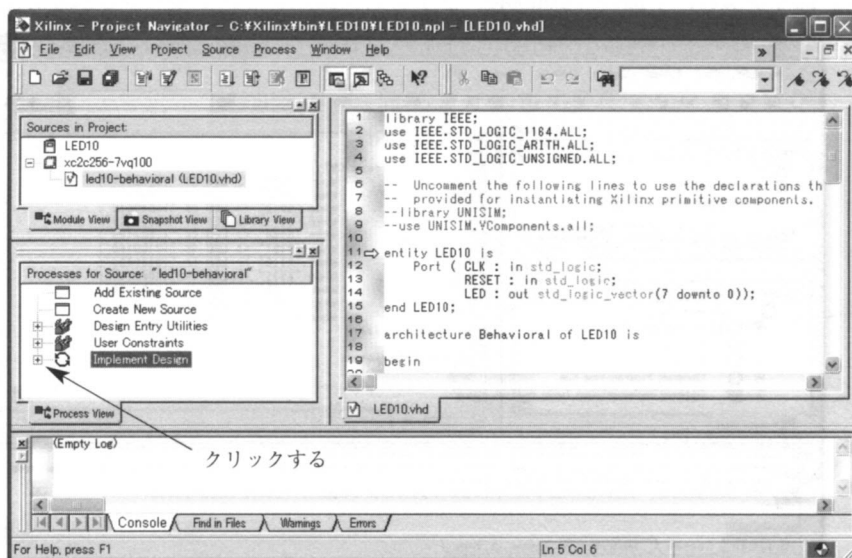 Xilinx - Project Navigator - C:¥Xilinx¥bin¥LED10¥LED10.npl - [LED10.vhd]
File Edit View Project Source Process Window Help
Sources in Project:
LED10
xc2c256-7vq100
led10-behavioral (LED10.vhd)
Module View Snapshot View Library View
Processes for Source: "led10-behavioral"
Add Existing Source
Create New Source
Design Entry Utilities
User Constraints
Implement Design
Process View
1 library IEEE;
2 use IEEE.STD_LOGIC_1164.ALL;
3 use IEEE.STD_LOGIC_ARITH.ALL;
4 use IEEE.STD_LOGIC_UNSIGNED.ALL;
5
6 -- Uncomment the following lines to use the declarations th
7 -- provided for instantiating Xilinx primitive components.
8 --library UNISIM;
9 --use UNISIM.VComponents.all;
10
11 entity LED10 is
12 Port ( CLK : in std_logic;
13 RESET : in std_logic;
14 LED : out std_logic_vector(7 downto 0));
15 end LED10;
16
17 architecture Behavioral of LED10 is
18
19 begin
LED10.vhd
(Empty Log)
クリックする
Console Find in Files Warnings Errors
For Help, press F1
Ln 5 Col 6